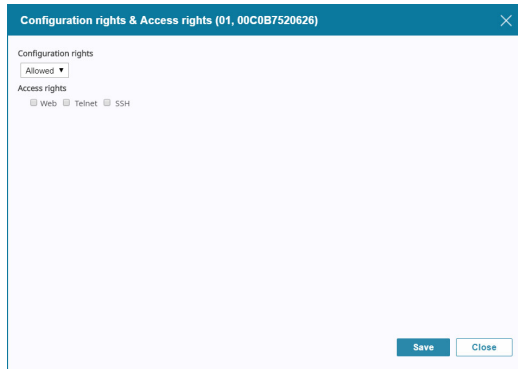 Configuration rights & Access rights (01, 00C0B7520626)
Configuration rights
Allowed
Access rights
Web Telnet SSH
Save Close